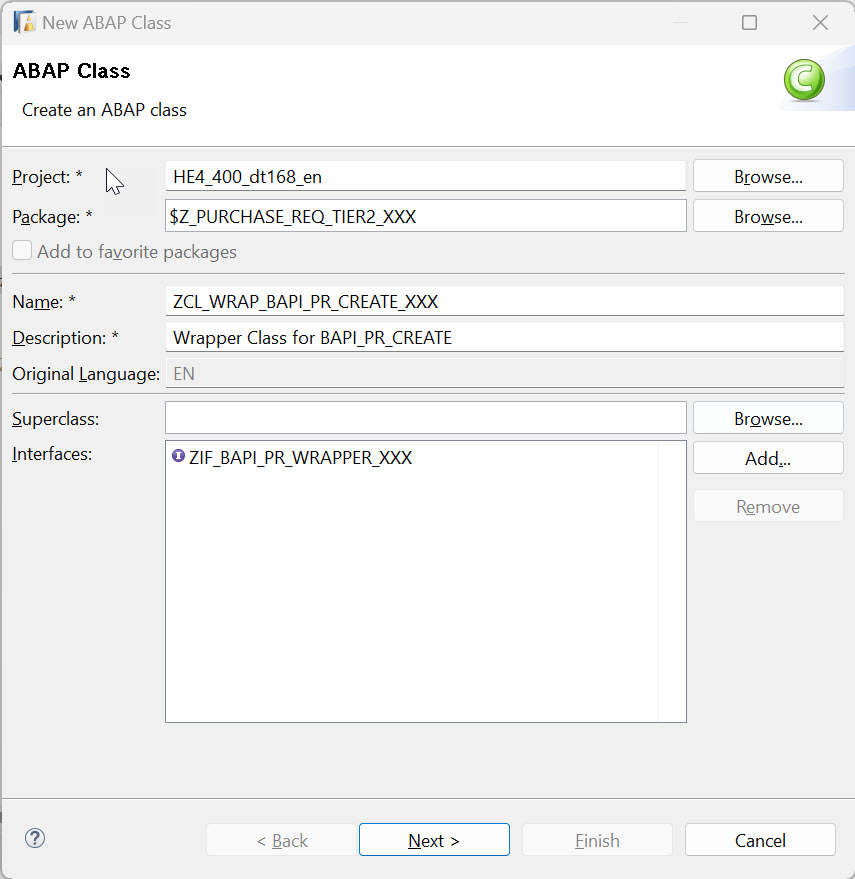 New ABAP Class
ABAP Class
Create an ABAP class
Project: * HE4_400_dt168_en Browse...
Package: * $Z_PURCHASE_REQ_TIER2_XXX Browse...
Add to favorite packages
Name: * ZCL_WRAP_BAPI_PR_CREATE_XXX
Description: * Wrapper Class for BAPI_PR_CREATE
Original Language: EN
Superclass: Browse...
Interfaces: ZIF_BAPI_PR_WRAPPER_XXX Add...
Remove
< Back Next > Finish Cancel